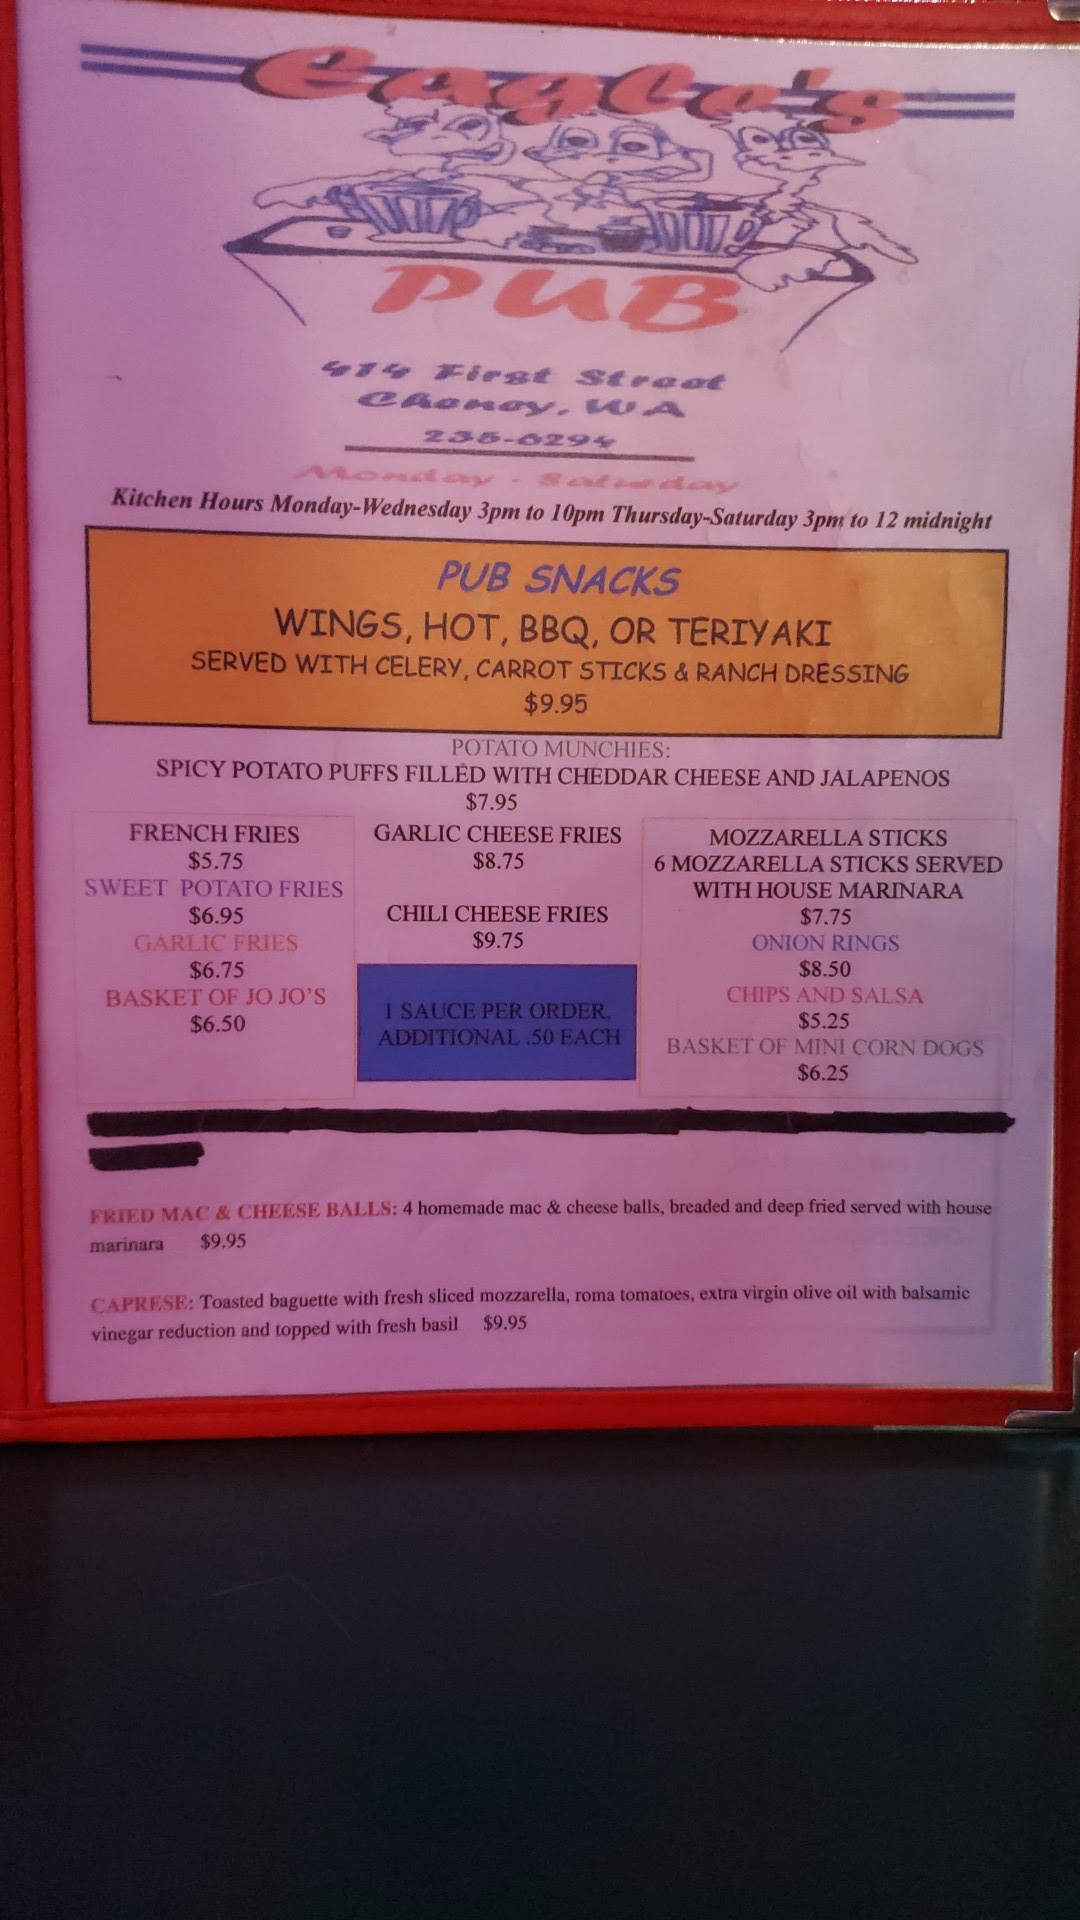 Eagle's
PUB
414 First Street
Cheney, WA
235-6294
Monday - Saturday
Kitchen Hours Monday-Wednesday 3pm to 10pm Thursday-Saturday 3pm to 12 midnight
PUB SNACKS
WINGS, HOT, BBQ, OR TERIYAKI
SERVED WITH CELERY, CARROT STICKS & RANCH DRESSING
$9.95
POTATO MUNCHIES:
SPICY POTATO PUFFS FILLED WITH CHEDDAR CHEESE AND JALAPENOS
$7.95
FRENCH FRIES
$5.75
SWEET POTATO FRIES
$6.95
GARLIC FRIES
$6.75
BASKET OF JO JO'S
$6.50
GARLIC CHEESE FRIES
$8.75
CHILI CHEESE FRIES
$9.75
1 SAUCE PER ORDER,
ADDITIONAL .50 EACH
MOZZARELLA STICKS
6 MOZZARELLA STICKS SERVED
WITH HOUSE MARINARA
$7.75
ONION RINGS
$8.50
CHIPS AND SALSA
$5.25
BASKET OF MINI CORN DOGS
$6.25
FRIED MAC & CHEESE BALLS: 4 homemade mac & cheese balls, breaded and deep fried served with house
marinara $9.95
CAPRESE: Toasted baguette with fresh sliced mozzarella, roma tomatoes, extra virgin olive oil with balsamic
vinegar reduction and topped with fresh basil $9.95